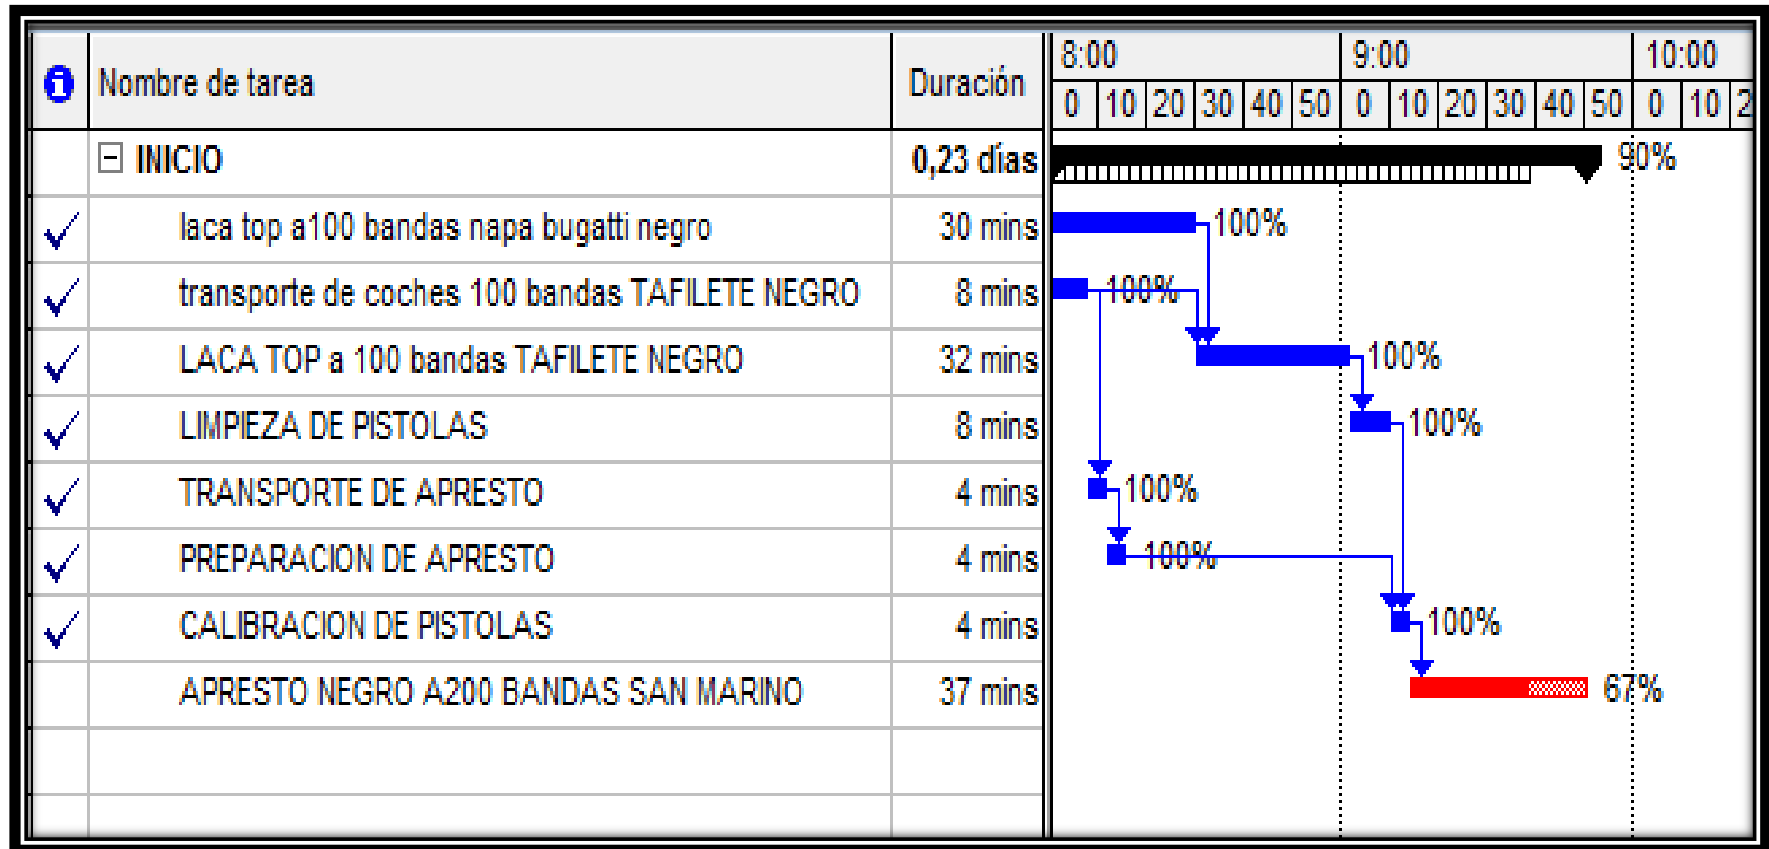 Nombre de tarea Duración 8:00 9:00 10:00
0 10 20 30 40 50 0 10 20 30 40 50 0 10 2
INICIO 0,23 días 90%
laca top a100 bandas napa bugatti negro 30 mins 100%
transporte de coches 100 bandas TAFILETE NEGRO 8 mins 100%
LACA TOP a 100 bandas TAFILETE NEGRO 32 mins 100%
LIMPIEZA DE PISTOLAS 8 mins 100%
TRANSPORTE DE APRESTO 4 mins 100%
PREPARACION DE APRESTO 4 mins 100%
CALIBRACION DE PISTOLAS 4 mins 100%
APRESTO NEGRO A200 BANDAS SAN MARINO 37 mins 67%